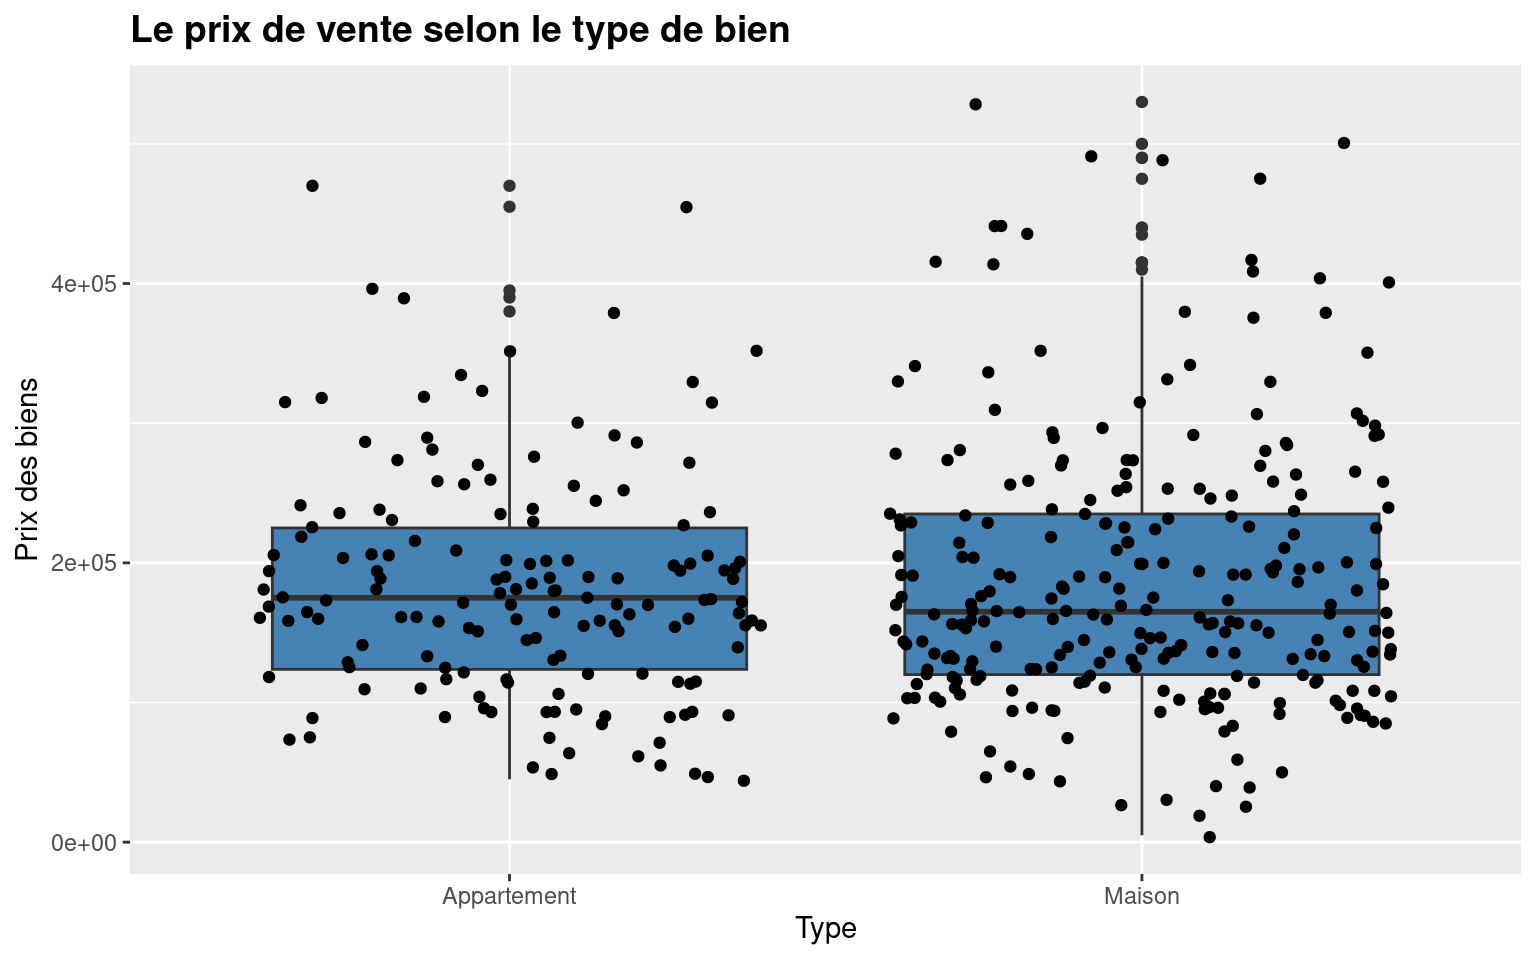 Le prix de vente selon le type de bien
Prix des biens
4e+05
2e+05
0e+00
Appartement
Maison
Type